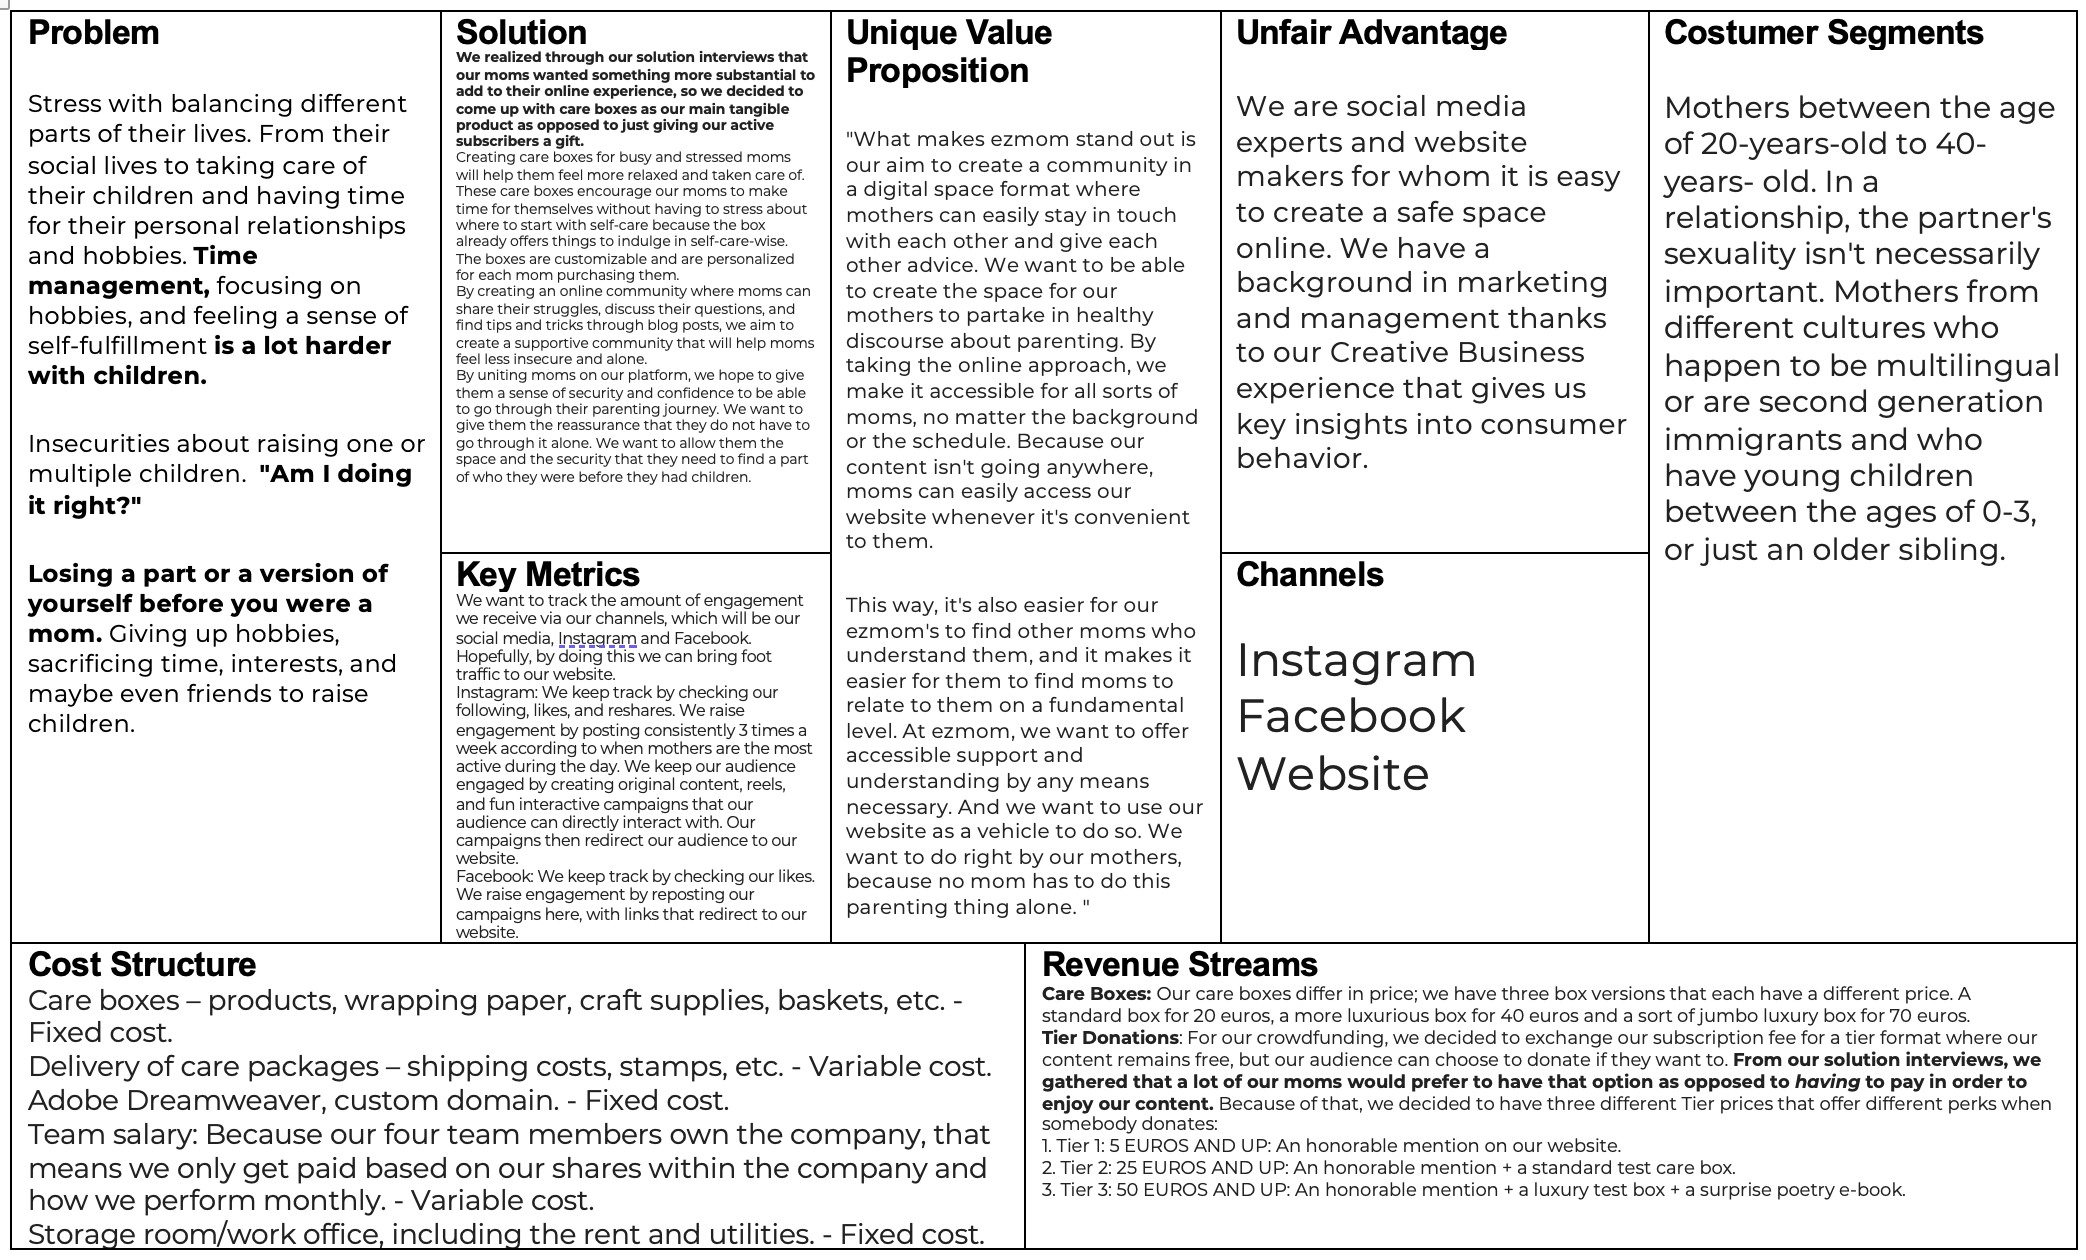 Problem
Stress with balancing different
parts of their lives. From their
social lives to taking care of
their children and having time
for their personal relationships
and hobbies. Time
management, focusing on
hobbies, and feeling a sense of
self-fulfillment is a lot harder
with children.
Insecurities about raising one or
multiple children. "Am I doing
it right?"
Losing a part or a version of
yourself before you were a
mom. Giving up hobbies,
sacrificing time, interests, and
maybe even friends to raise
children.
Solution
We realized through our solution interviews that
our moms wanted something more substantial to
add to their online experience, so we decided to
come up with care boxes as our main tangible
product as opposed to just giving our active
subscribers a gift.
Creating care boxes for busy and stressed moms
will help them feel more relaxed and taken care of.
These care boxes encourage our moms to make
time for themselves without having to stress about
where to start with self-care because the box
already offers things to indulge in self-care-wise.
The boxes are customizable and are personalized
for each mom purchasing them.
By creating an online community where moms can
share their struggles, discuss their questions, and
find tips and tricks through blog posts, we aim to
create a supportive community that will help moms
feel less insecure and alone.
By uniting moms on our platform, we hope to give
them a sense of security and confidence to be able
to go through their parenting journey. We want to
give them the reassurance that they do not have to
go through it alone. We want to allow them the
space and the security that they need to find a part
of who they were before they had children.
Key Metrics
We want to track the amount of engagement
we receive via our channels, which will be our
social media, Instagram and Facebook.
Hopefully, by doing this we can bring foot
traffic to our website.
Instagram: We keep track by checking our
following, likes, and reshares. We raise
engagement by posting consistently 3 times a
week according to when mothers are the most
active during the day. We keep our audience
engaged by creating original content, reels,
and fun interactive campaigns that our
audience can directly interact with. Our
campaigns then redirect our audience to our
website.
Facebook: We keep track by checking our likes.
We raise engagement by reposting our
campaigns here, with links that redirect to our
website.
Unique Value
Proposition
"What makes ezmom stand out is
our aim to create a community in
a digital space format where
mothers can easily stay in touch
with each other and give each
other advice. We want to be able
to create the space for our
mothers to partake in healthy
discourse about parenting. By
taking the online approach, we
make it accessible for all sorts of
moms, no matter the background
or the schedule. Because our
content isn't going anywhere,
moms can easily access our
website whenever it's convenient
to them.
This way, it's also easier for our
ezmom's to find other moms who
understand them, and it makes it
easier for them to find moms to
relate to them on a fundamental
level. At ezmom, we want to offer
accessible support and
understanding by any means
necessary. And we want to use our
website as a vehicle to do so. We
want to do right by our mothers,
because no mom has to do this
parenting thing alone. "
Unfair Advantage
We are social media
experts and website
makers for whom it is easy
to create a safe space
online. We have a
background in marketing
and management thanks
to our Creative Business
experience that gives us
key insights into consumer
behavior.
Channels
Instagram
Facebook
Website
Costumer Segments
Mothers between the age
of 20-years-old to 40-
years- old. In a
relationship, the partner's
sexuality isn't necessarily
important. Mothers from
different cultures who
happen to be multilingual
or are second generation
immigrants and who
have young children
between the ages of 0-3,
or just an older sibling.
Cost Structure
Care boxes – products, wrapping paper, craft supplies, baskets, etc. -
Fixed cost.
Delivery of care packages – shipping costs, stamps, etc. - Variable cost.
Adobe Dreamweaver, custom domain. - Fixed cost.
Team salary: Because our four team members own the company, that
means we only get paid based on our shares within the company and
how we perform monthly. - Variable cost.
Storage room/work office, including the rent and utilities. - Fixed cost.
Revenue Streams
Care Boxes: Our care boxes differ in price; we have three box versions that each have a different price. A
standard box for 20 euros, a more luxurious box for 40 euros and a sort of jumbo luxury box for 70 euros.
Tier Donations: For our crowdfunding, we decided to exchange our subscription fee for a tier format where our
content remains free, but our audience can choose to donate if they want to. From our solution interviews, we
gathered that a lot of our moms would prefer to have that option as opposed to having to pay in order to
enjoy our content. Because of that, we decided to have three different Tier prices that offer different perks when
somebody donates:
1. Tier 1: 5 EUROS AND UP: An honorable mention on our website.
2. Tier 2: 25 EUROS AND UP: An honorable mention + a standard test care box.
3. Tier 3: 50 EUROS AND UP: An honorable mention + a luxury test box + a surprise poetry e-book.